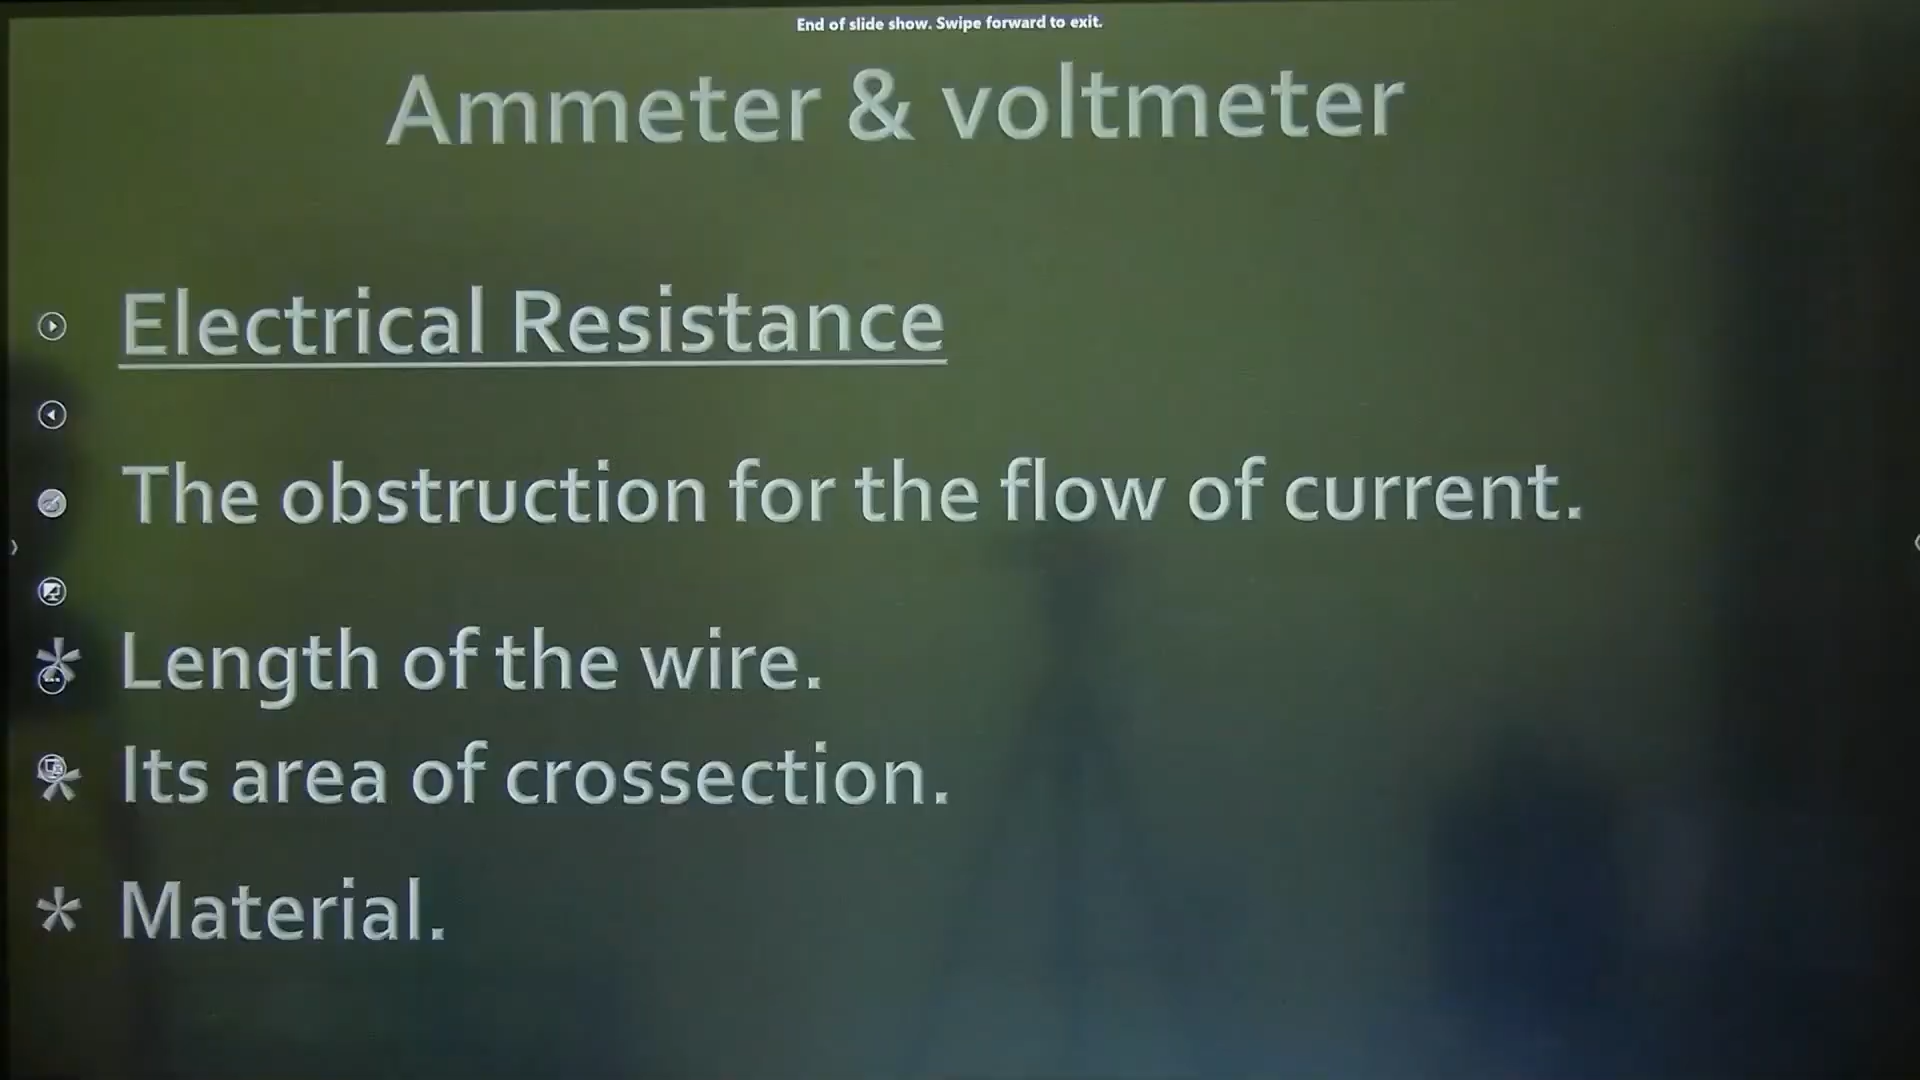 End of slide show. Swipe forward to exit.
Ammeter & voltmeter
Electrical Resistance
The obstruction for the flow of current.
* Length of the wire.
* Its area of crossection.
* Material.